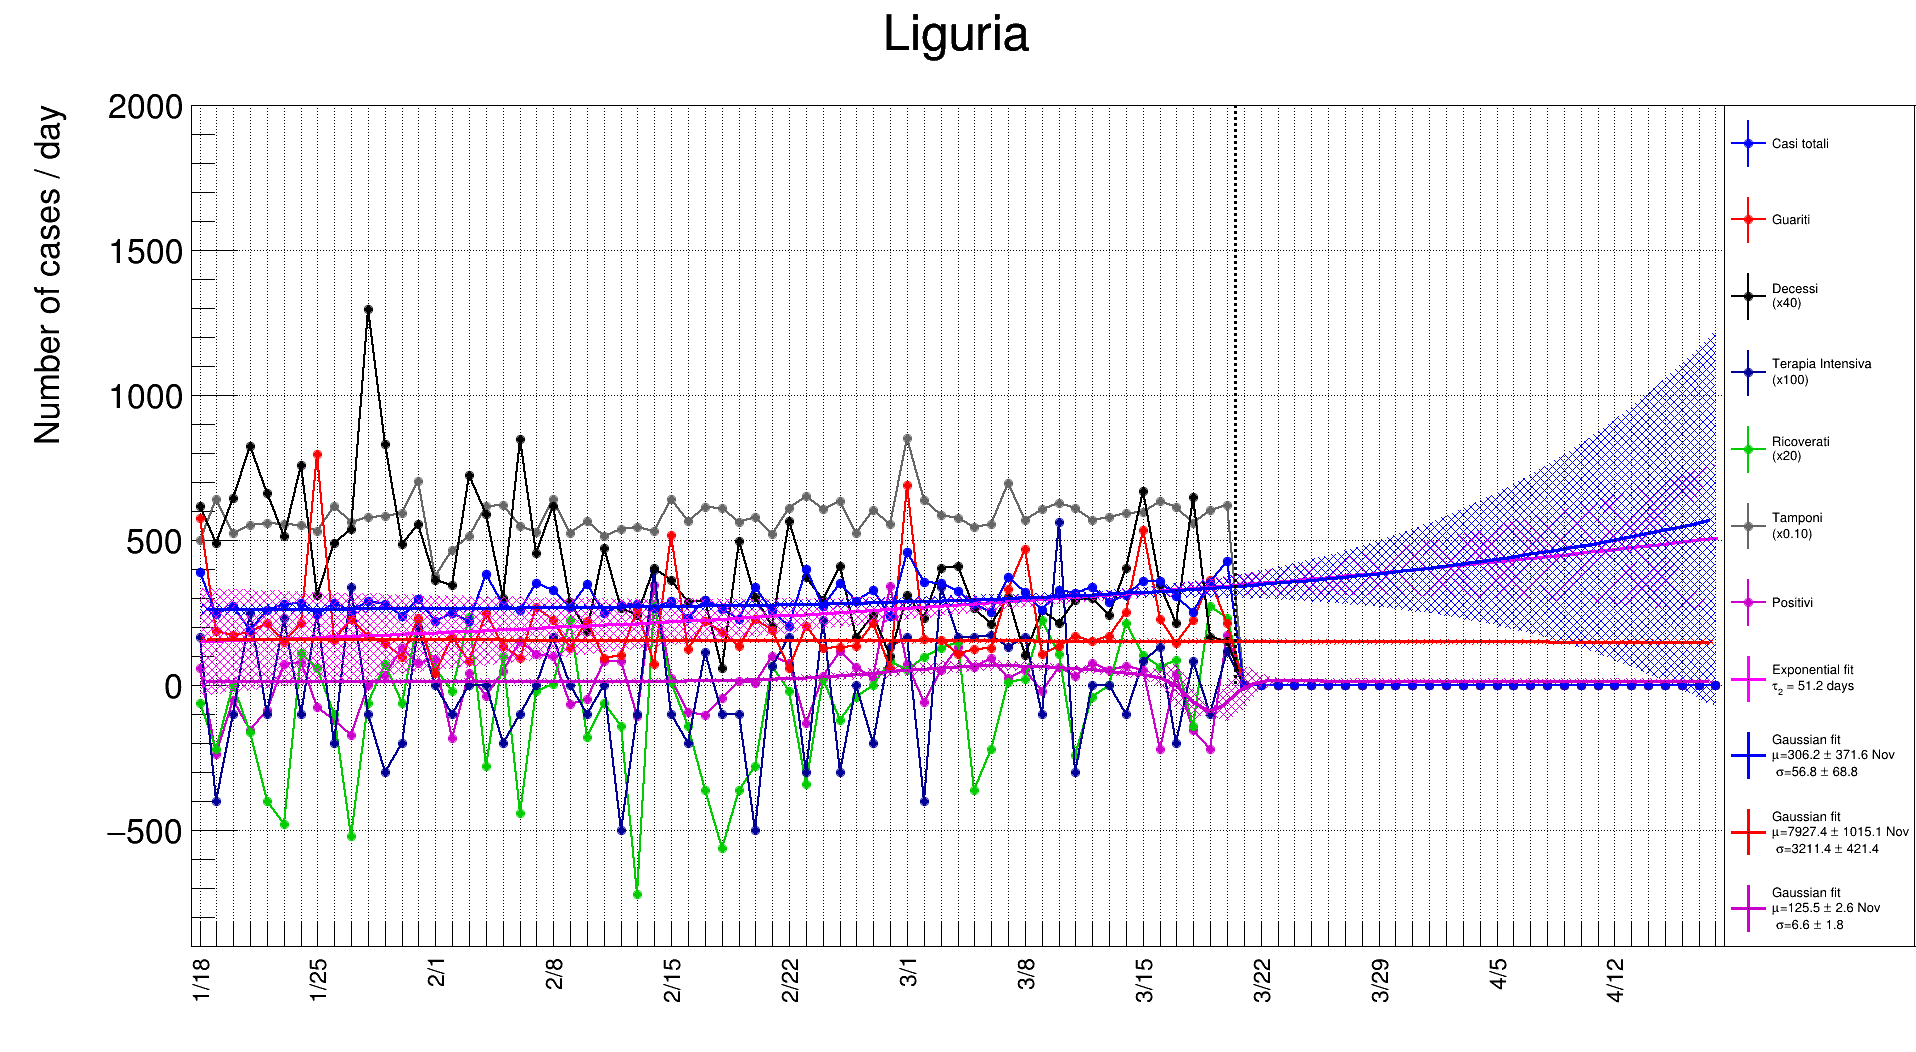 Liguria
Number of cases / day
2000
1500
1000
500
0
−500
1/18
1/25
2/1
2/8
2/15
2/22
3/1
3/8
3/15
3/22
3/29
4/5
4/12
Casi totali
Guariti
Decessi
(x40)
Terapia Intensiva
(x100)
Ricoverati
(x20)
Tamponi
(x0.10)
Positivi
Exponential fit
τ₂ = 51.2 days
Gaussian fit
μ=306.2 ± 371.6 Nov
σ=56.8 ± 68.8
Gaussian fit
μ=7927.4 ± 1015.1 Nov
σ=3211.4 ± 421.4
Gaussian fit
μ=125.5 ± 2.6 Nov
σ=6.6 ± 1.8